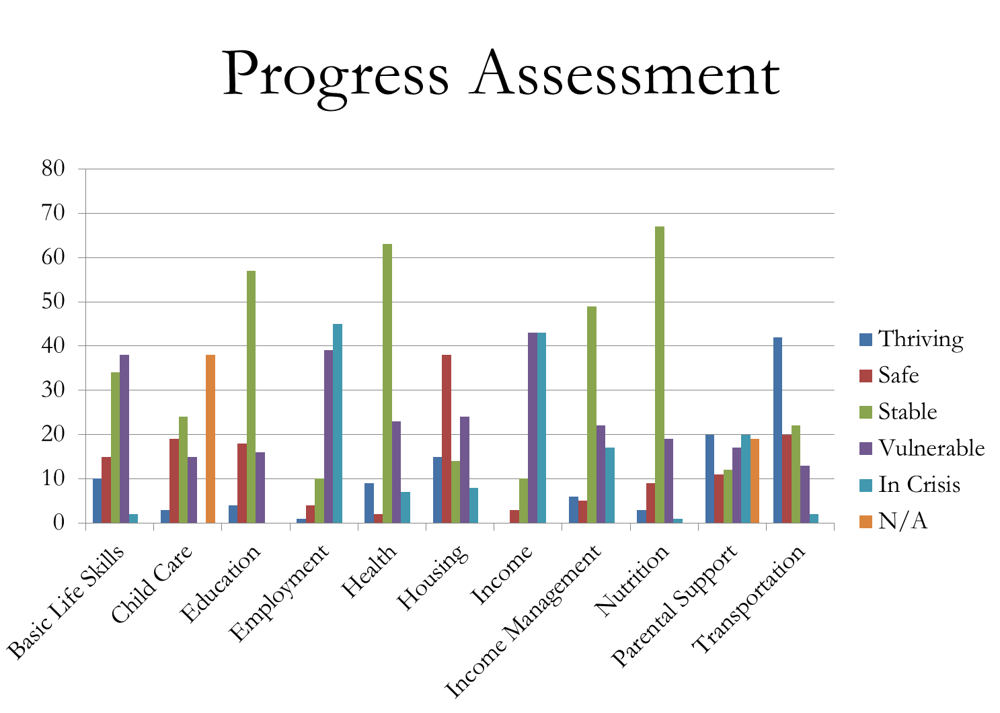 Progress Assessment
80
70
60
50
40
30
20
10
0
Basic Life Skills
Child Care
Education
Employment
Health
Housing
Income
Income Management
Nutrition
Parental Support
Transportation
Thriving
Safe
Stable
Vulnerable
In Crisis
N/A